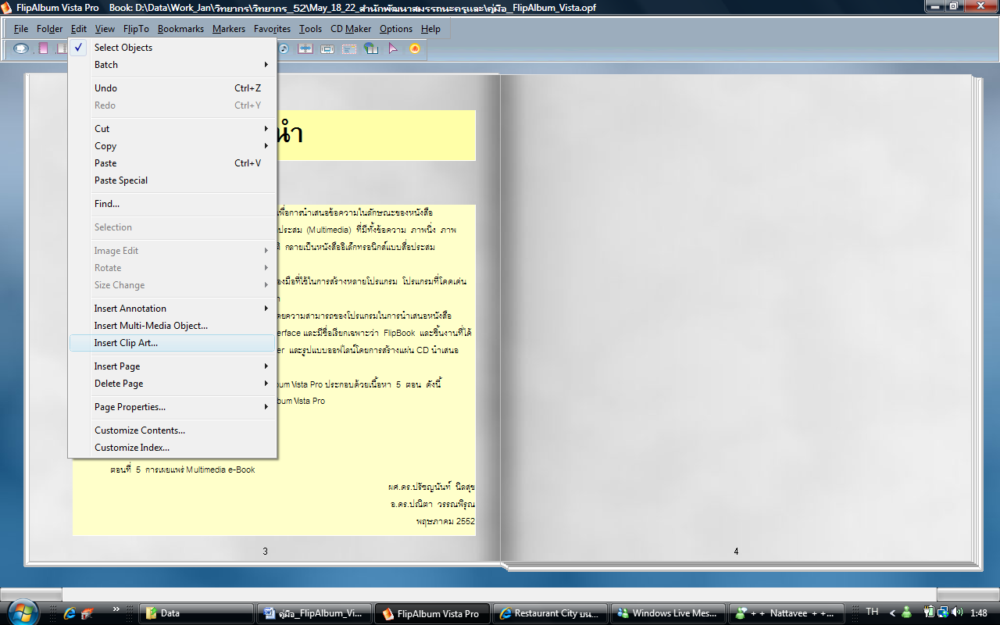 FlipAlbum Vista Pro    Book: D:\Data\Work_Jan\วิทยากร\วิทยากร_52\May_18_22_สำนักพัฒนาสมรรถนะครูและ\คู่มือ_FlipAlbum_Vista.opf
File Folder Edit View FlipTo Bookmarks Markers Favorites Tools CD Maker Options Help
Select Objects
Batch
Undo Ctrl+Z
Redo Ctrl+Y
Cut
Copy
Paste Ctrl+V
Paste Special
Find...
Selection
Image Edit
Rotate
Size Change
Insert Annotation
Insert Multi-Media Object...
Insert Clip Art...
Insert Page
Delete Page
Page Properties...
Customize Contents...
Customize Index...
นำ
เพื่อการนำเสนอข้อความในลักษณะของหนังสือ
ประสม (Multimedia) ที่มีทั้งข้อความ ภาพนิ่ง ภาพ
กลายเป็นหนังสืออิเล็กทรอนิกส์แบบสื่อประสม
องมือที่ใช้ในการสร้างหลายโปรแกรม โปรแกรมที่โดดเด่น
ดยความสามารถของโปรแกรมในการนำเสนอหนังสือ
erface และมีชื่อเรียกเฉพาะว่า FlipBook และชิ้นงานที่ได้
er และรูปแบบออฟไลน์โดยการสร้างแผ่น CD นำเสนอ
bum Vista Pro ประกอบด้วยเนื้อหา 5 ตอน ดังนี้
lbum Vista Pro
ตอนที่ 5 การเผยแพร่ Multimedia e-Book
ผศ.ดร.ปรัชญนันท์ นิลสุข
อ.ดร.ปณิตา วรรณพิรุณ
พฤษภาคม 2552
3
4
Data
คู่มือ_FlipAlbum_Vi...
FlipAlbum Vista Pro
Restaurant City บน...
Windows Live Mes...
+ + Nattavee + +...
TH
1:48